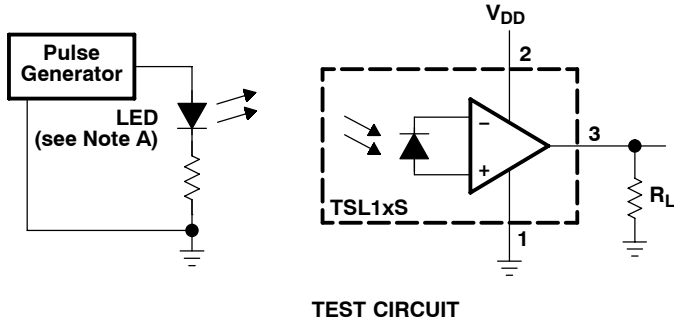 Pulse
Generator
LED
(see Note A)
VDD
2
−
+
3
TSL1xS
RL
1
TEST CIRCUIT